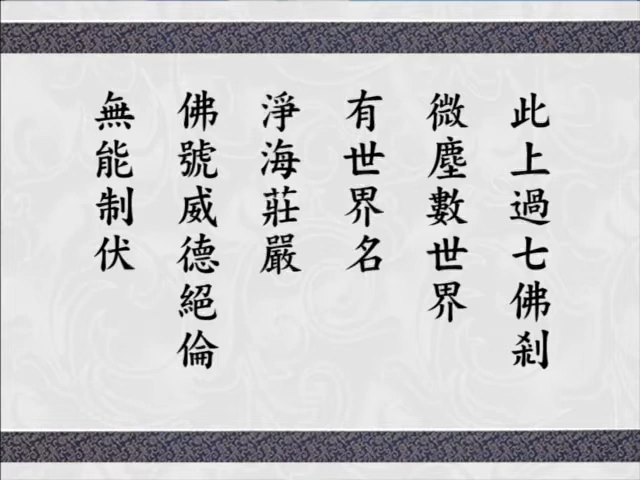 此上過七佛剎
微塵數世界
有世界名
淨海莊嚴
佛號威德絕倫
無能制伏